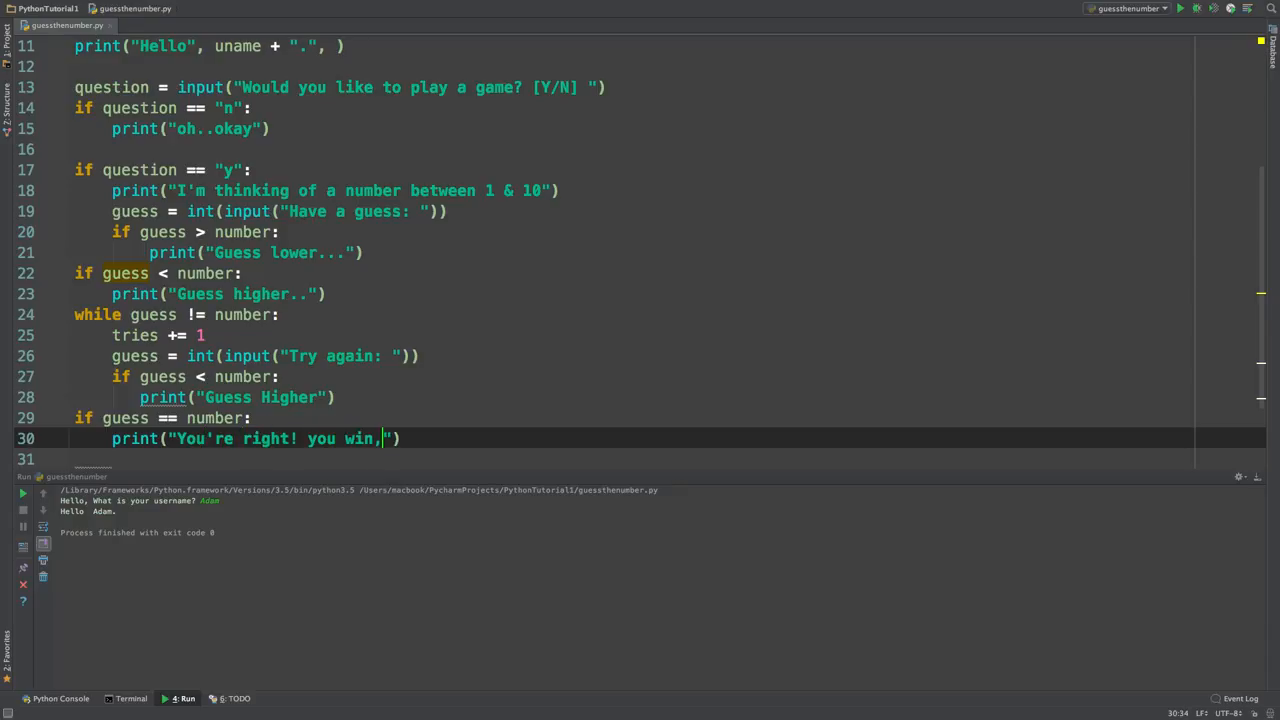 PythonTutorial1 guessthenumber.py guessthenumber
guessthenumber.py
1: Project
Z: Structure
Database
11 print("Hello", uname + ".", )
12
13 question = input("Would you like to play a game? [Y/N] ")
14 if question == "n":
15 print("oh..okay")
16
17 if question == "y":
18 print("I'm thinking of a number between 1 & 10")
19 guess = int(input("Have a guess: "))
20 if guess > number:
21 print("Guess lower...")
22 if guess < number:
23 print("Guess higher..")
24 while guess != number:
25 tries += 1
26 guess = int(input("Try again: "))
27 if guess < number:
28 print("Guess Higher")
29 if guess == number:
30 print("You're right! you win,")
31
Run guessthenumber
/Library/Frameworks/Python.framework/Versions/3.5/bin/python3.5 /Users/macbook/PycharmProjects/PythonTutorial1/guessthenumber.py
Hello, What is your username? Adam
Hello  Adam.
Process finished with exit code 0
2: Favorites
Python Console Terminal 4: Run 6: TODO Event Log
30:34 LF÷ UTF-8÷